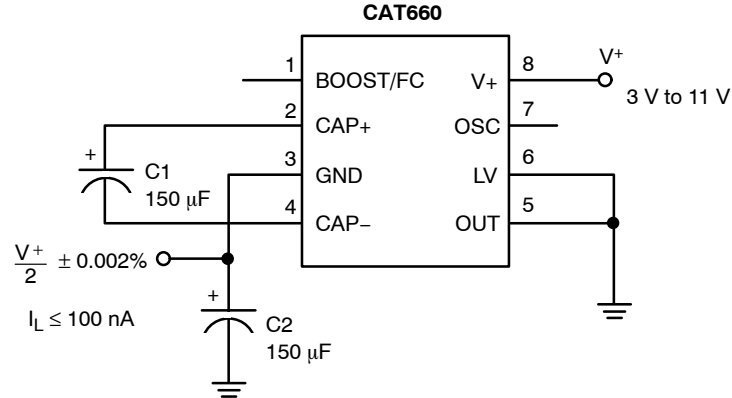 CAT660
1 BOOST/FC V+ 8 V+
3 V to 11 V
2 CAP+ OSC 7
+ C1
150 μF
3 GND LV 6
4 CAP− OUT 5
V+/2 ± 0.002%
IL ≤ 100 nA
+ C2
150 μF